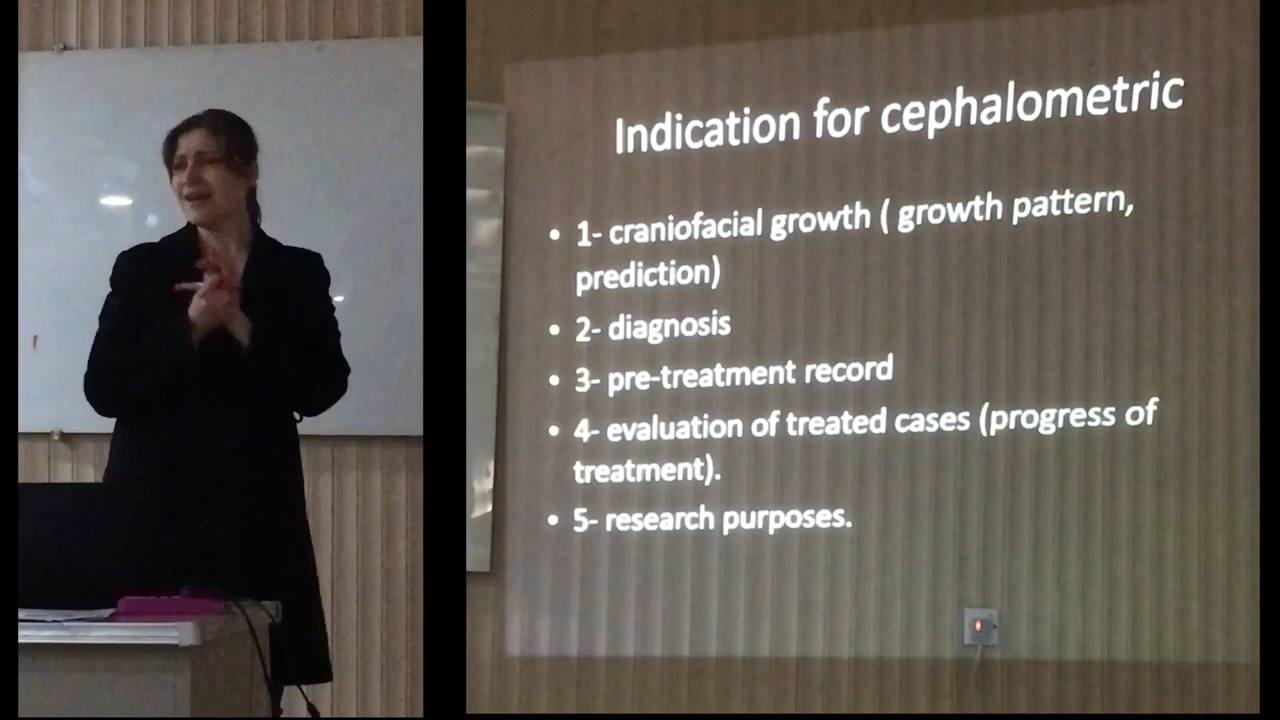 Indication for cephalometric
• 1- craniofacial growth ( growth pattern,
prediction)
• 2- diagnosis
• 3- pre-treatment record
• 4- evaluation of treated cases (progress of
treatment).
• 5- research purposes.